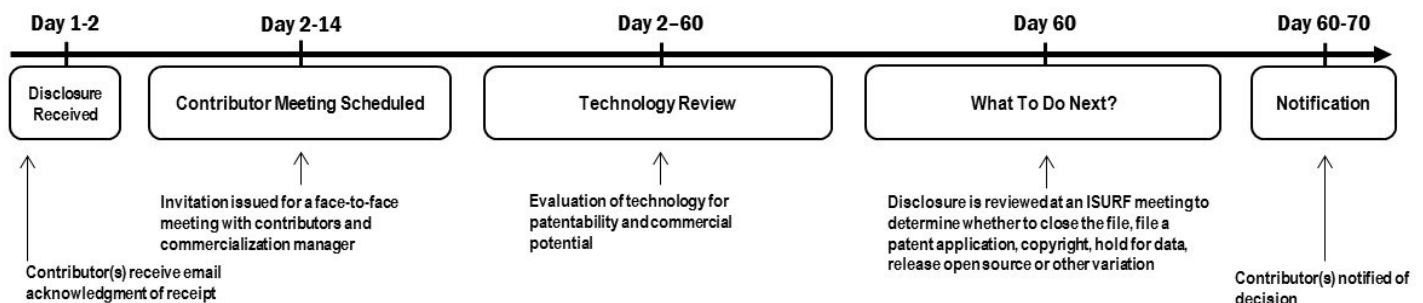 Day 1-2
Day 2-14
Day 2–60
Day 60
Day 60-70
Disclosure
Received
Contributor Meeting Scheduled
Technology Review
What To Do Next?
Notification
Contributor(s) receive email
acknowledgment of receipt
Invitation issued for a face-to-face
meeting with contributors and
commercialization manager
Evaluation of technology for
patentability and commercial
potential
Disclosure is reviewed at an ISURF meeting to
determine whether to close the file, file a
patent application, copyright, hold for data,
release open source or other variation
Contributor(s) notified of
decision